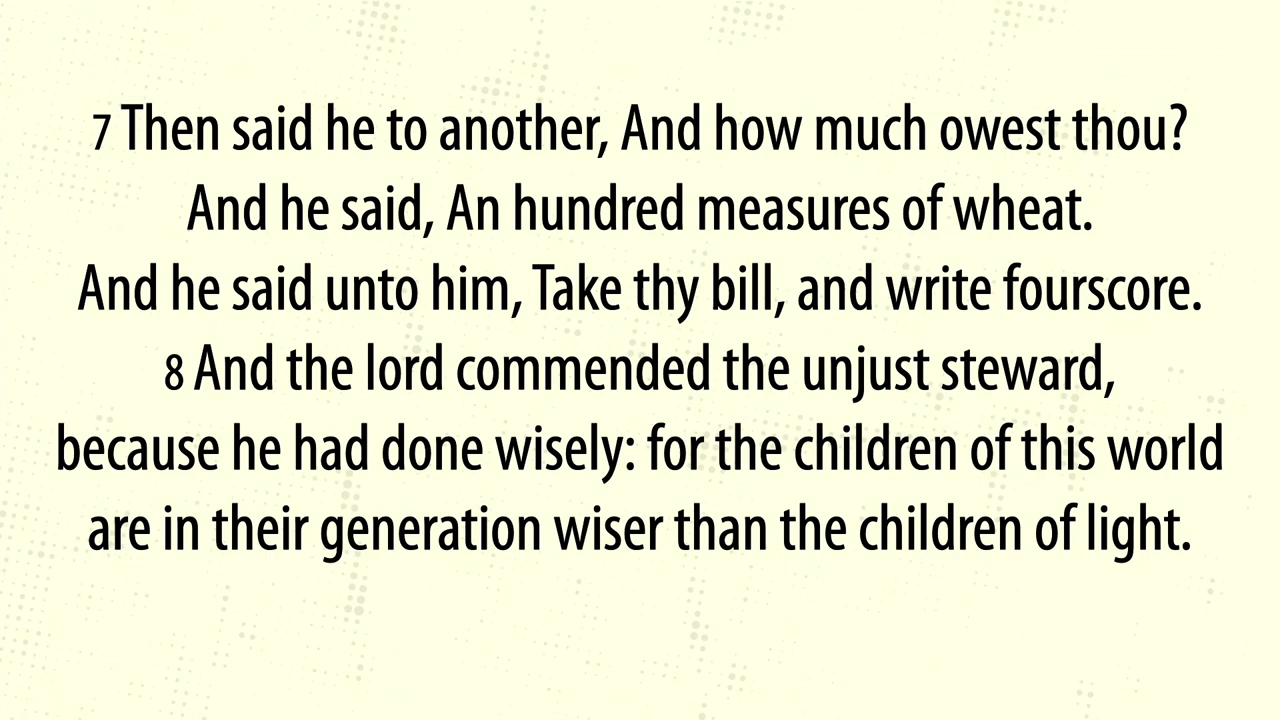 7 Then said he to another, And how much owest thou?
And he said, An hundred measures of wheat.
And he said unto him, Take thy bill, and write fourscore.
8 And the lord commended the unjust steward,
because he had done wisely: for the children of this world
are in their generation wiser than the children of light.